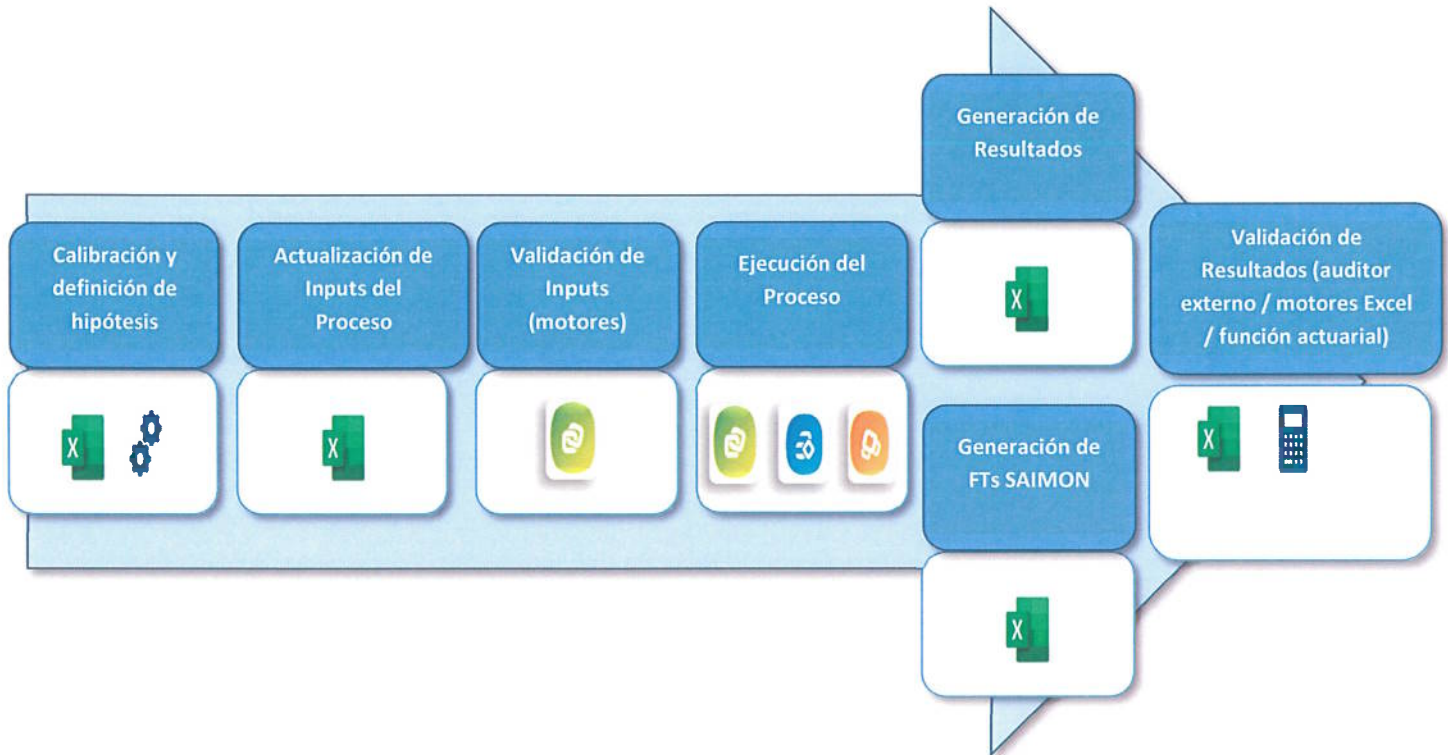 Calibración y
definición de
hipótesis
X
Actualización de
Inputs del
Proceso
X
Validación de
Inputs
(motores)
Ejecución del
Proceso
Generación de
Resultados
X
Generación de
FTs SAIMON
X
Validación de
Resultados (auditor
externo / motores Excel
/ función actuarial)
X